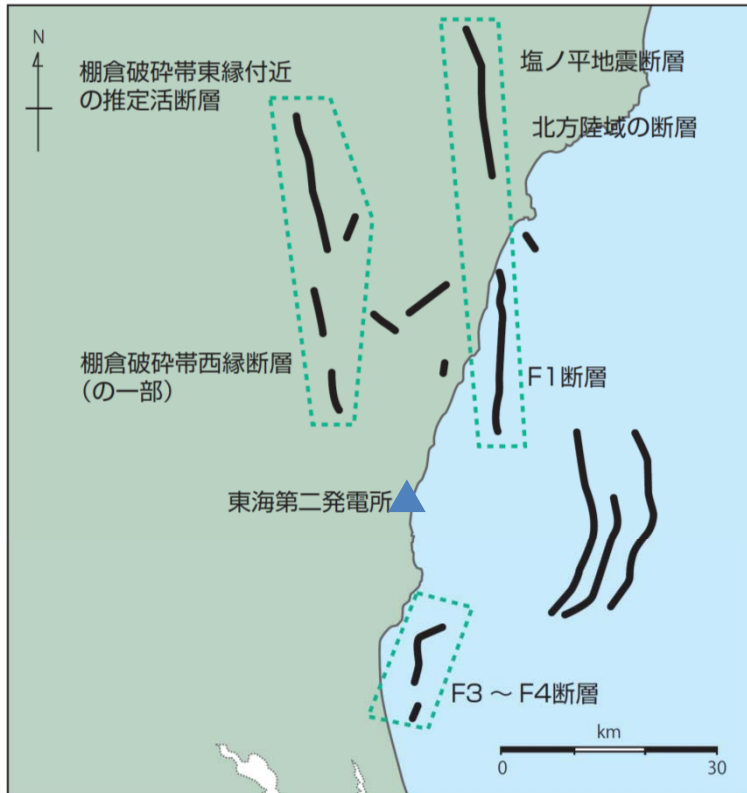 N
棚倉破砕帯東縁付近
の推定活断層
塩ノ平地震断層
北方陸域の断層
棚倉破砕帯西縁断層
(の一部)
F1断層
東海第二発電所
F3 ～ F4断層
km
0
30